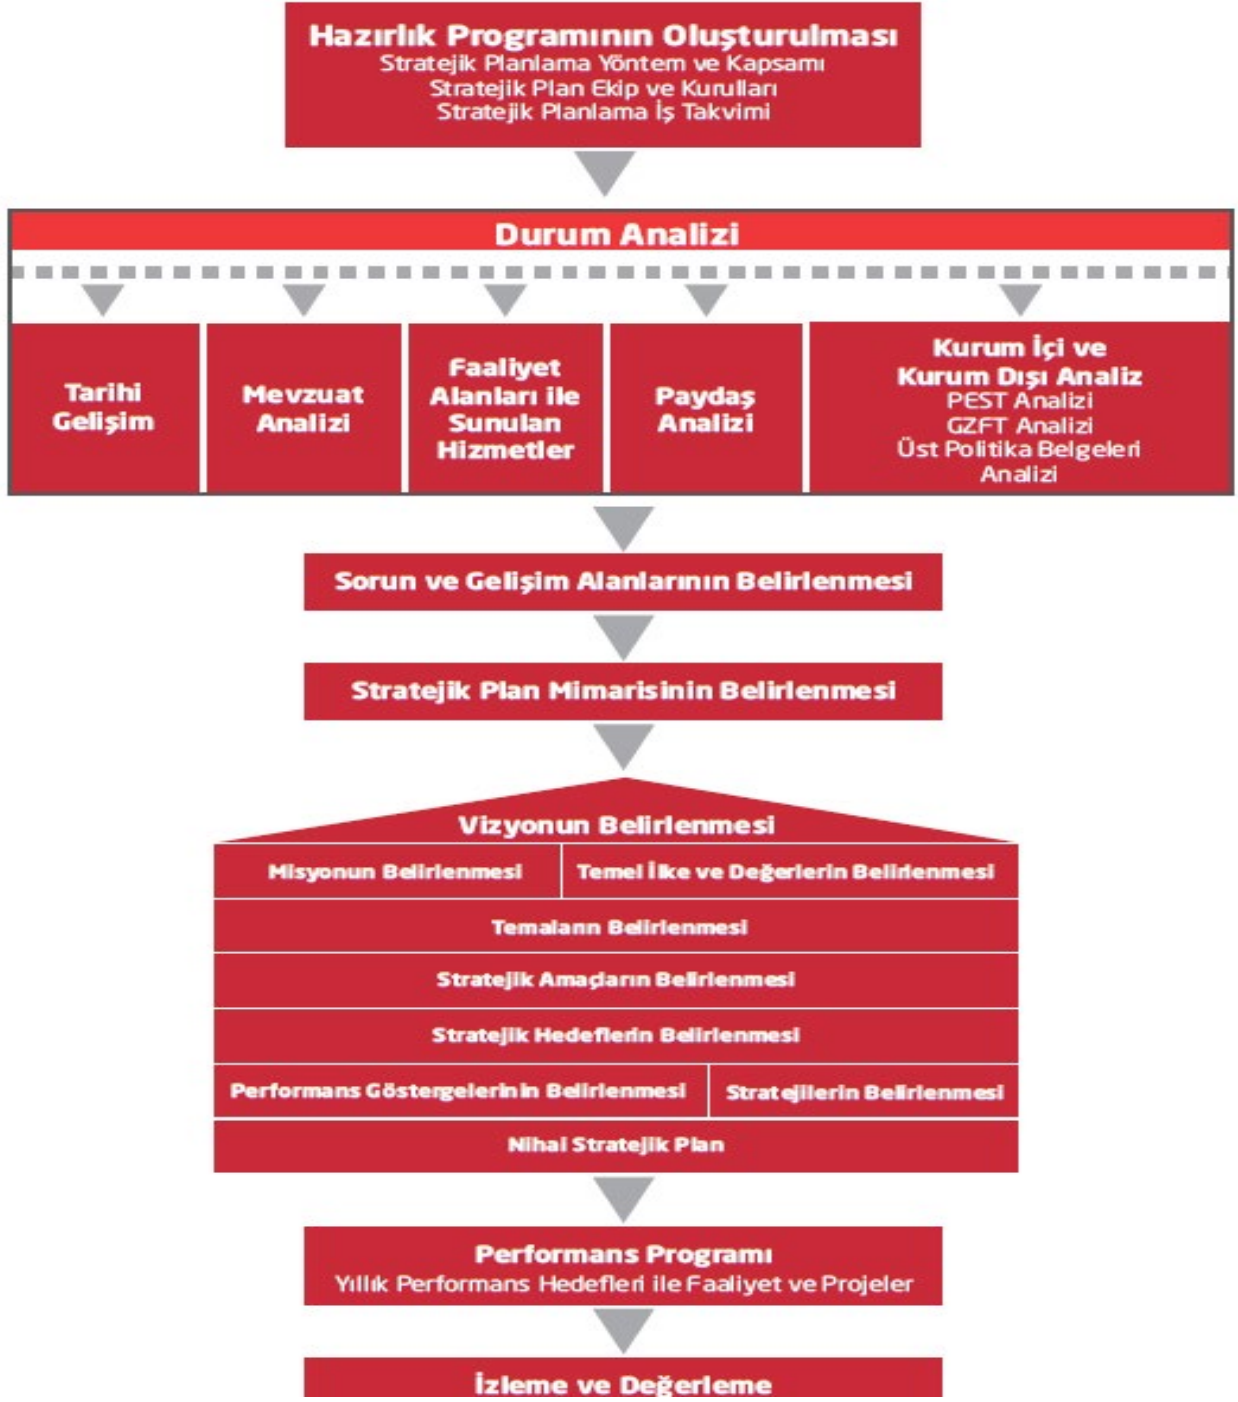 Hazırlık Programının Oluşturulması
Stratejik Planlama Yöntem ve Kapsamı
Stratejik Plan Ekip ve Kurulları
Stratejik Planlama İş Takvimi
Durum Analizi
Tarihi
Gelişim
Mevzuat
Analizi
Faaliyet
Alanları ile
Sunulan
Hizmetler
Paydaş
Analizi
Kurum İçi ve
Kurum Dışı Analiz
PEST Analizi
GZFT Analizi
Üst Politika Belgeleri
Analizi
Sorun ve Gelişim Alanlarının Belirlenmesi
Stratejik Plan Mimarisinin Belirlenmesi
Vizyonun Belirlenmesi
Misyonun Belirlenmesi
Temel İlke ve Değerlerin Belirlenmesi
Temaların Belirlenmesi
Stratejik Amaçların Belirlenmesi
Stratejik Hedeflerin Belirlenmesi
Performans Göstergelerinin Belirlenmesi
Stratejilerin Belirlenmesi
Nihai Stratejik Plan
Performans Programı
Yıllık Performans Hedefleri ile Faaliyet ve Projeler
İzleme ve Değerleme